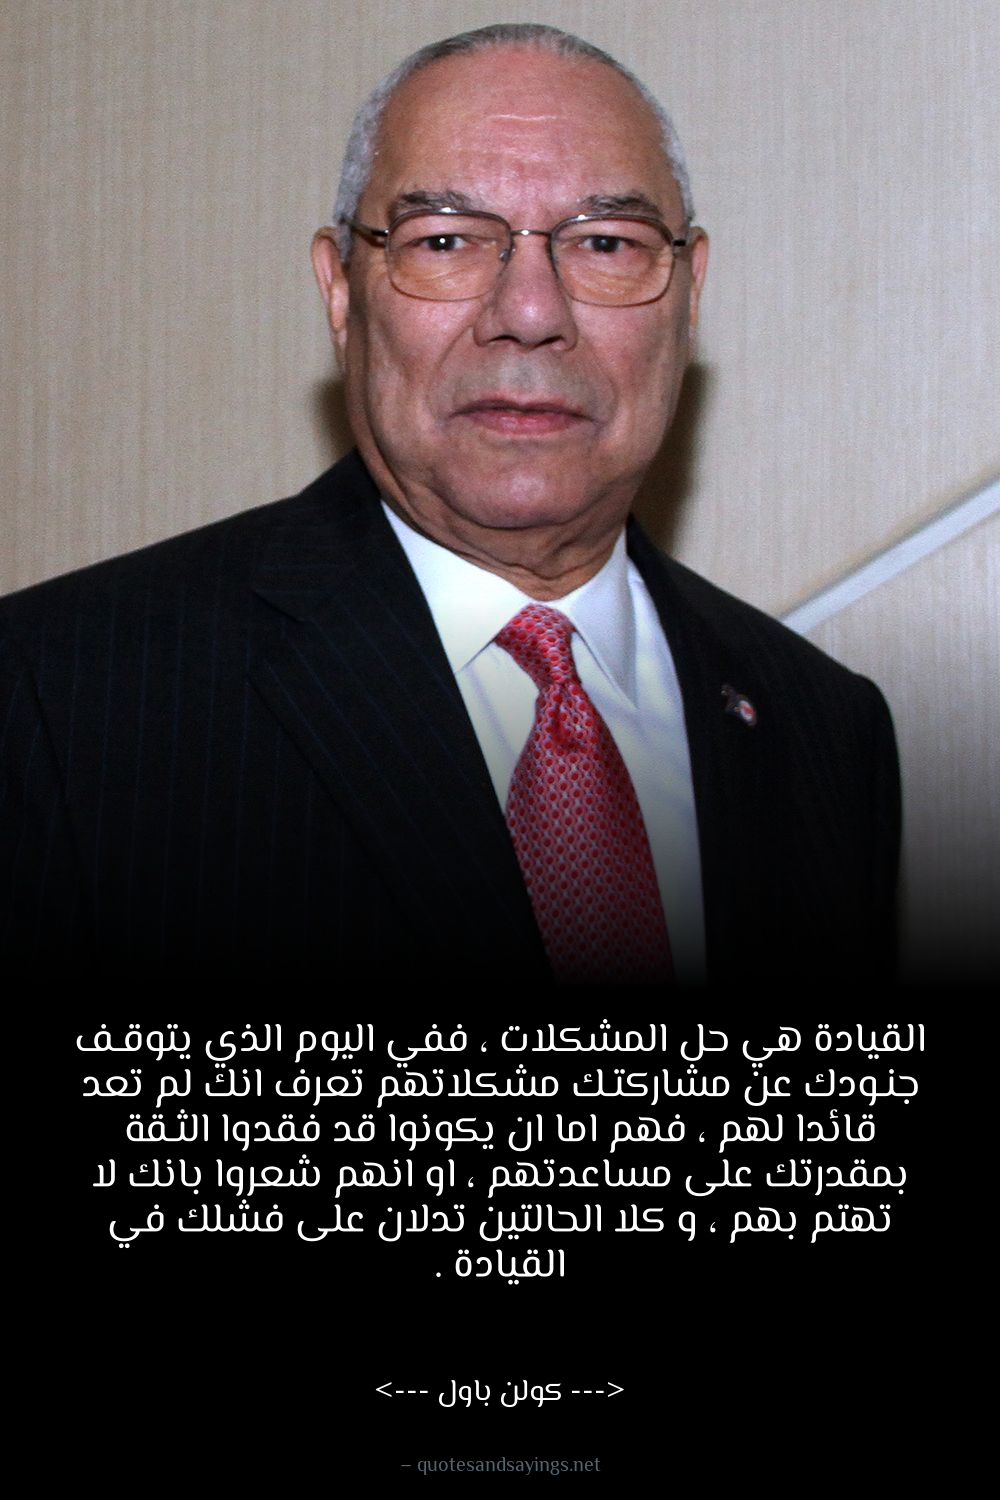 القيادة هي حل المشكلات ، ففي اليوم الذي يتوقف
جنودك عن مشاركتك مشكلاتهم تعرف انك لم تعد
قائدا لهم ، فهم اما ان يكونوا قد فقدوا الثقة
بمقدرتك على مساعدتهم ، او انهم شعروا بانك لا
تهتم بهم ، و كلا الحالتين تدلان على فشلك في
القيادة .
<--- كولن باول --->
– quotesandsayings.net